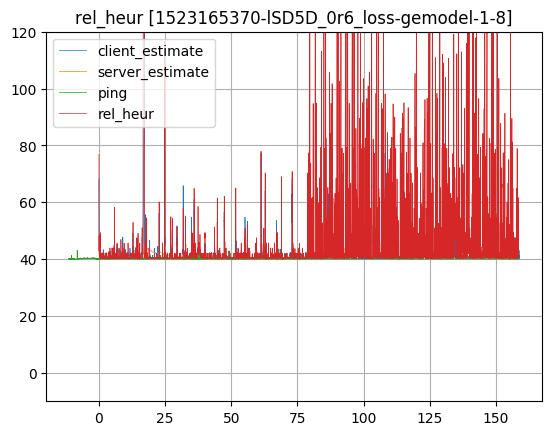 rel_heur [1523165370-lSD5D_0r6_loss-gemodel-1-8]
120
100
80
60
40
20
0
client_estimate
server_estimate
ping
rel_heur
0
25
50
75
100
125
150